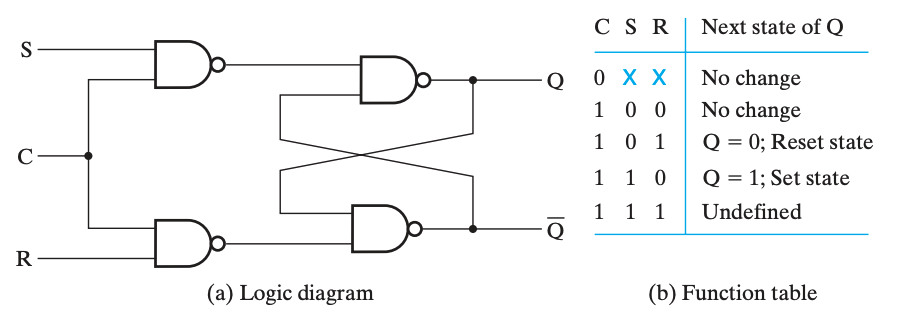 S
C
R
Q
Q̅
(a) Logic diagram
C S R Next state of Q
0 X X No change
1 0 0 No change
1 0 1 Q = 0; Reset state
1 1 0 Q = 1; Set state
1 1 1 Undefined
(b) Function table